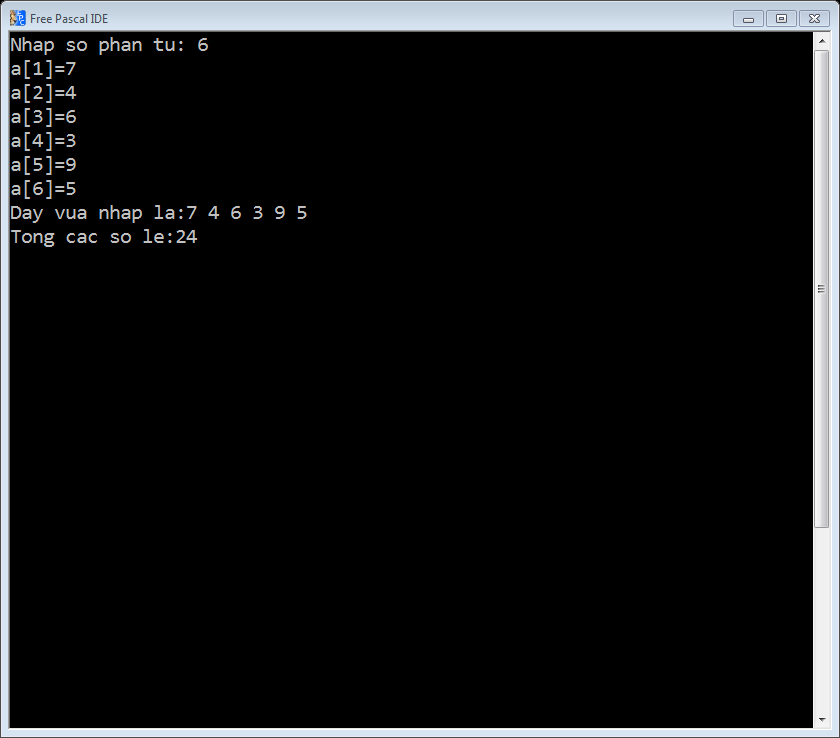 Free Pascal IDE
Nhap so phan tu: 6
a[1]=7
a[2]=4
a[3]=6
a[4]=3
a[5]=9
a[6]=5
Day vua nhap la:7 4 6 3 9 5
Tong cac so le:24